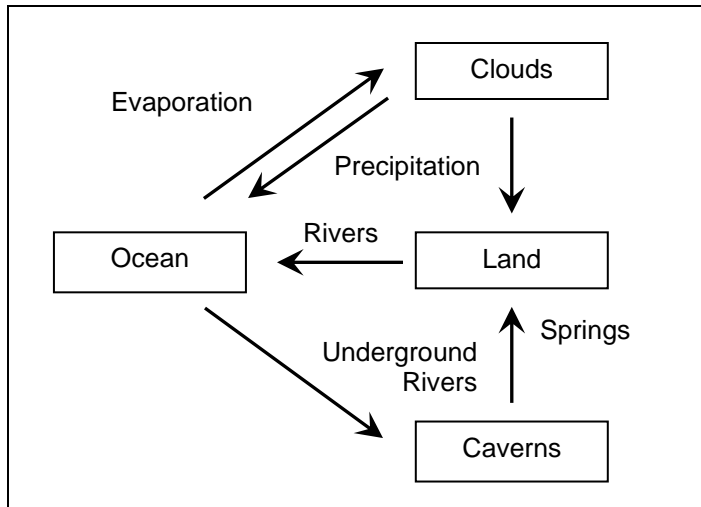 Clouds
Evaporation
Precipitation
Rivers
Ocean
Land
Springs
Underground
Rivers
Caverns